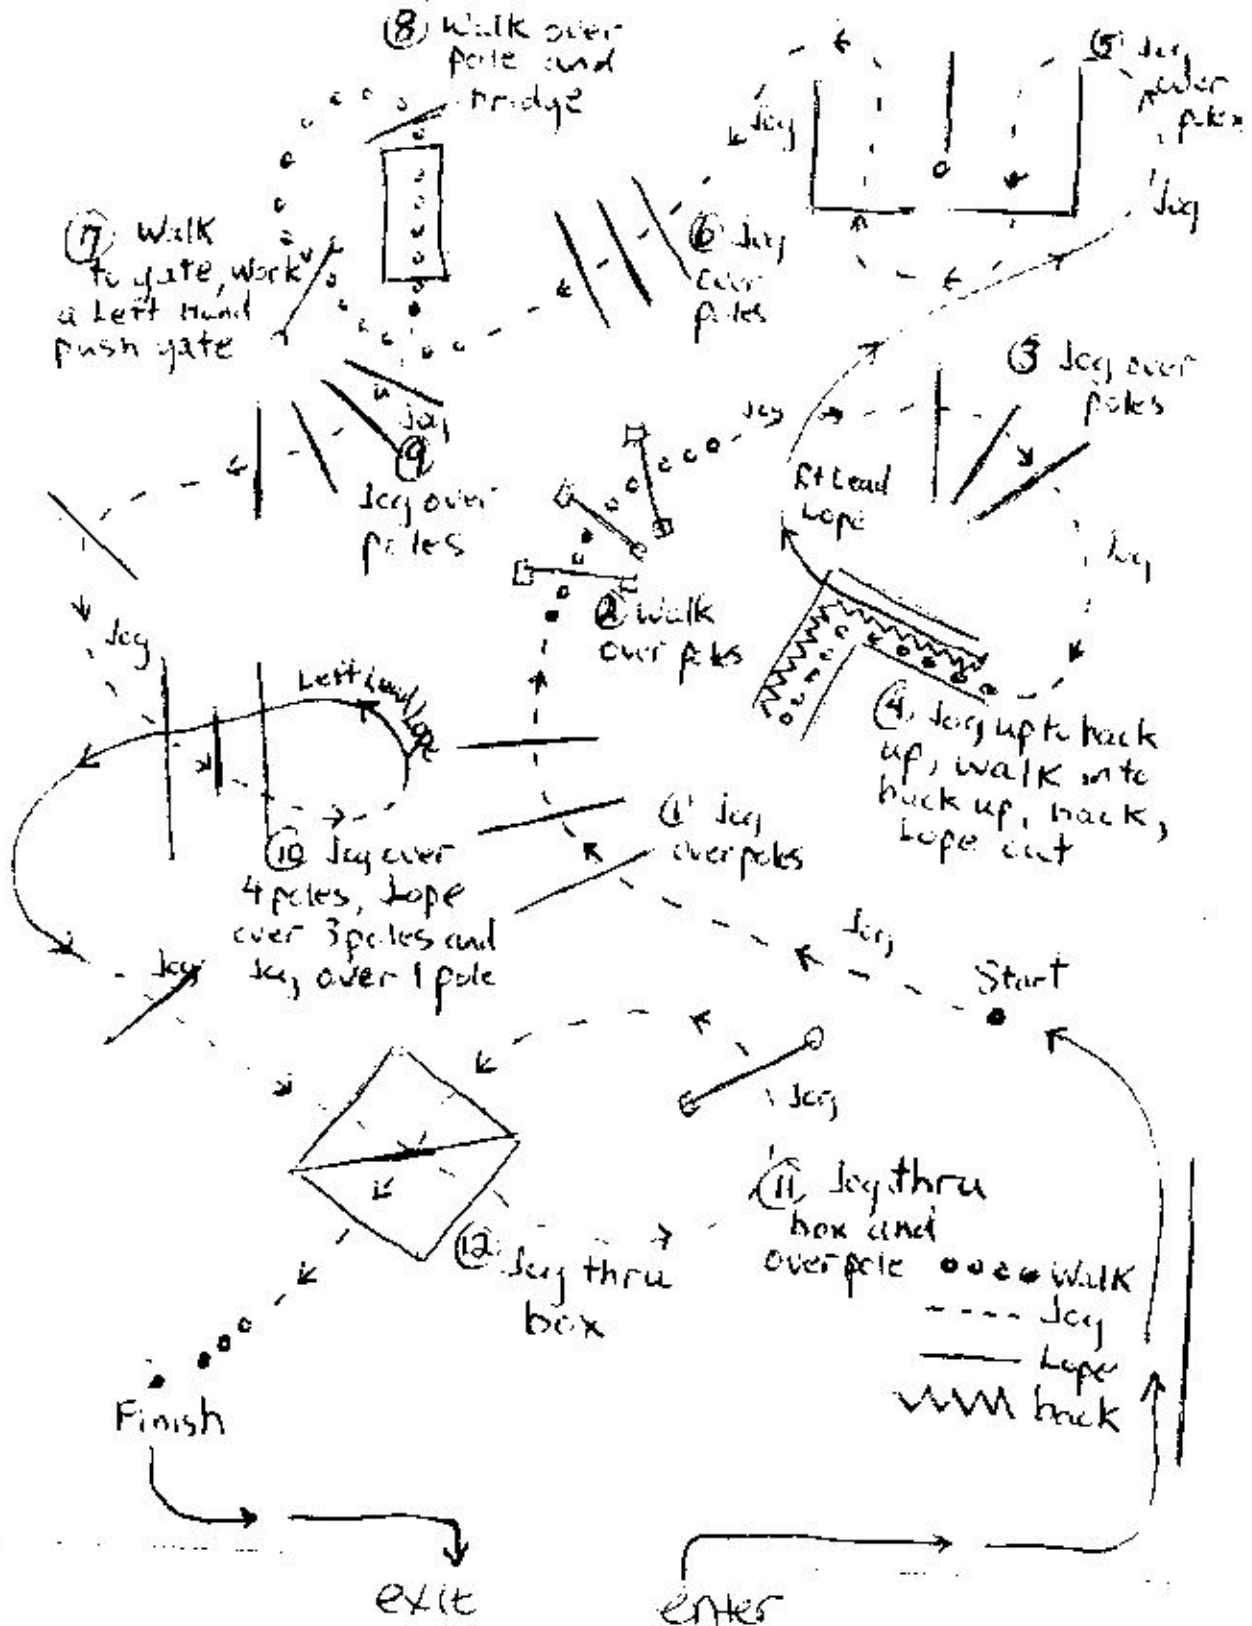 8 Walk over
pole and
bridge
5 Jog
over
poles
Jog
Jog
7 Walk
to gate, work
a Left Hand
push gate
6 Jog
over
poles
3 Jog over
poles
Jog
Jog
9
Jog over
poles
Rt Lead
Lope
Jog
2 Walk
over poles
Jog
Left Lead Lope
4 Jog up to back
up, walk into
back up, back,
Lope out
1 Jog
over poles
10 Jog over
4 poles, Lope
over 3 poles and
Jog over 1 pole
Jog
Jog
Start
Jog
11 Jog thru
box and
over pole
12 Jog thru
box
Walk
Jog
Lope
back
Finish
exit
enter